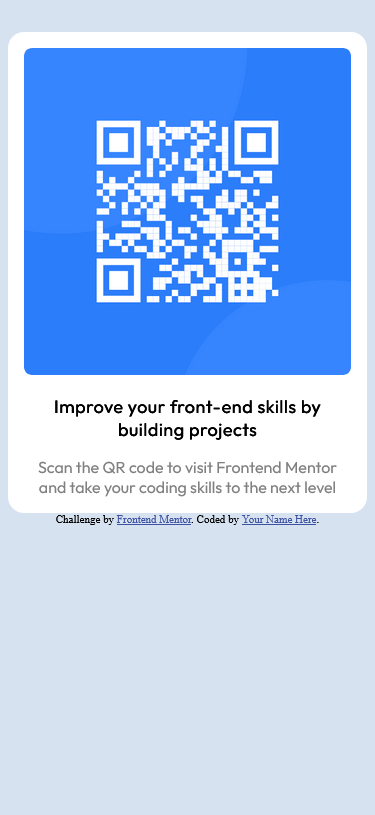 Improve your front-end skills by
building projects
Scan the QR code to visit Frontend Mentor
and take your coding skills to the next level
Challenge by Frontend Mentor. Coded by Your Name Here.